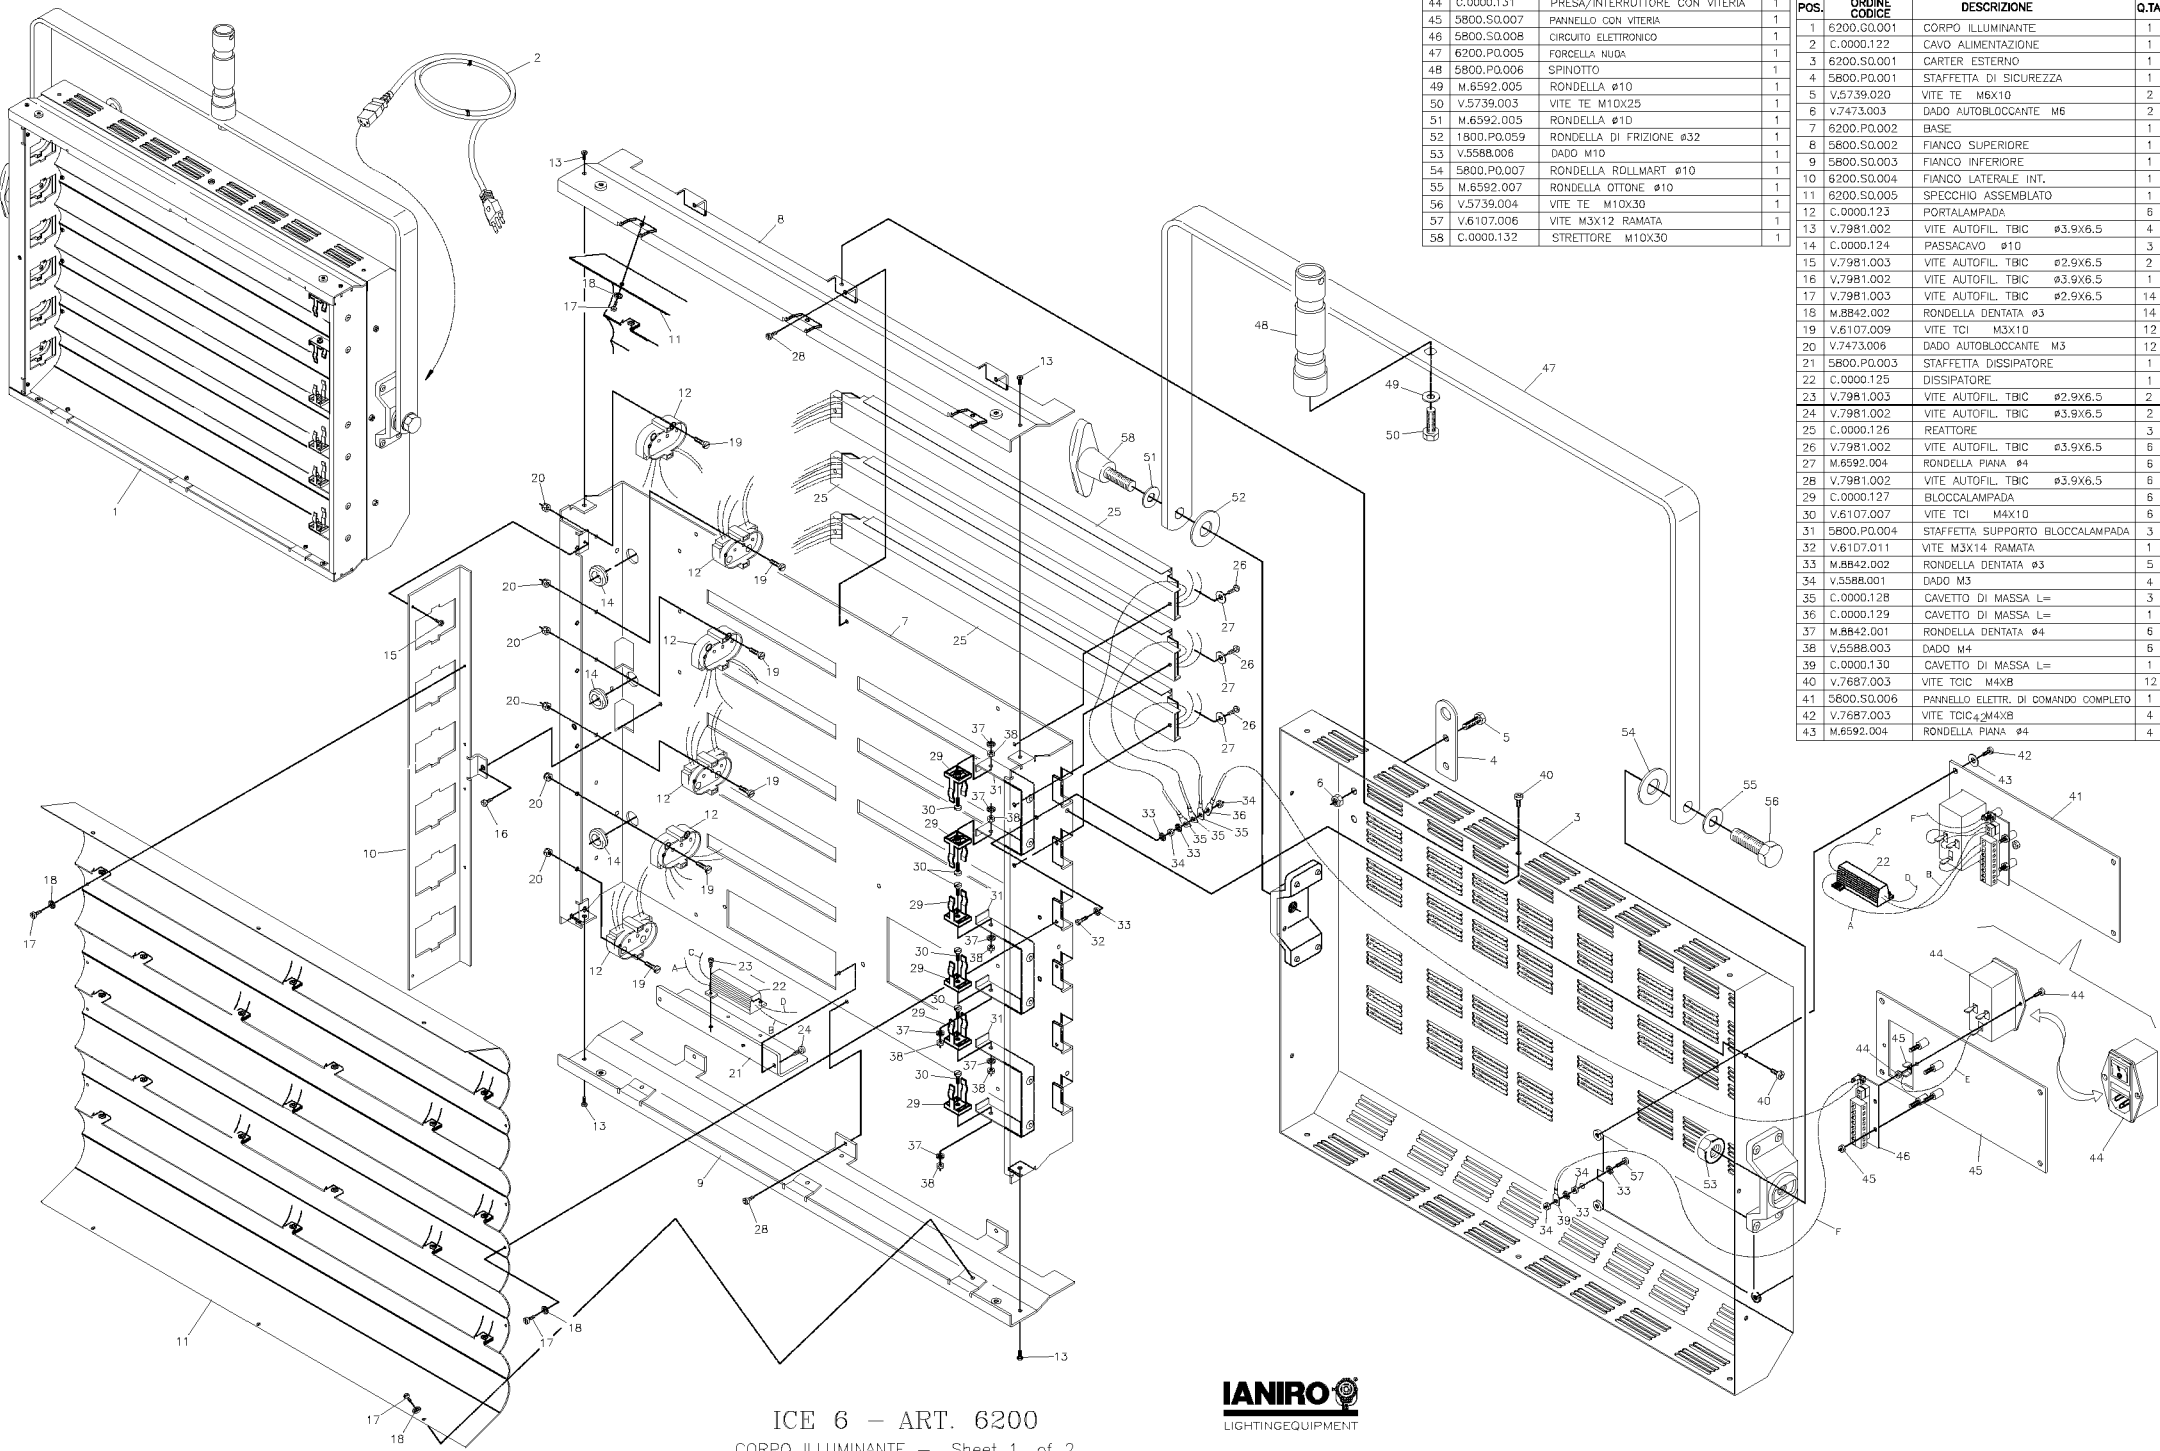 44 C.0000.131 PRESA/INTERRUTTORE CON VITERIA 1
45 5800.S0.007 PANNELLO CON VITERIA 1
46 5800.S0.008 CIRCUITO ELETTRONICO 1
47 6200.P0.005 FORCELLA NUDA 1
48 5800.P0.006 SPINOTTO 1
49 M.6592.005 RONDELLA ø10 1
50 V.5739.003 VITE TE M10X25 1
51 M.6592.005 RONDELLA ø10 1
52 1800.P0.059 RONDELLA DI FRIZIONE ø32 1
53 V.5588.006 DADO M10 1
54 5800.P0.007 RONDELLA ROLLMART ø10 1
55 M.6592.007 RONDELLA OTTONE ø10 1
56 V.5739.004 VITE TE M10X30 1
57 V.6107.006 VITE M3X12 RAMATA 1
58 C.0000.132 STRETTORE M10X30 1
POS. ORDINE CODICE DESCRIZIONE Q.TA
1 6200.G0.001 CORPO ILLUMINANTE 1
2 C.0000.122 CAVO ALIMENTAZIONE 1
3 6200.S0.001 CARTER ESTERNO 1
4 5800.P0.001 STAFFETTA DI SICUREZZA 1
5 V.5739.020 VITE TE M6X10 2
6 V.7473.003 DADO AUTOBLOCCANTE M6 2
7 6200.P0.002 BASE 1
8 5800.S0.002 FIANCO SUPERIORE 1
9 5800.S0.003 FIANCO INFERIORE 1
10 6200.S0.004 FIANCO LATERALE INT. 1
11 6200.S0.005 SPECCHIO ASSEMBLATO 1
12 C.0000.123 PORTALAMPADA 6
13 V.7981.002 VITE AUTOFIL. TBIC ø3.9X6.5 4
14 C.0000.124 PASSACAVO ø10 3
15 V.7981.003 VITE AUTOFIL. TBIC ø2.9X6.5 2
16 V.7981.002 VITE AUTOFIL. TBIC ø3.9X6.5 1
17 V.7981.003 VITE AUTOFIL. TBIC ø2.9X6.5 14
18 M.8842.002 RONDELLA DENTATA ø3 14
19 V.6107.009 VITE TCI M3X10 12
20 V.7473.006 DADO AUTOBLOCCANTE M3 12
21 5800.P0.003 STAFFETTA DISSIPATORE 1
22 C.0000.125 DISSIPATORE 1
23 V.7981.003 VITE AUTOFIL. TBIC ø2.9X6.5 2
24 V.7981.002 VITE AUTOFIL. TBIC ø3.9X6.5 2
25 C.0000.126 REATTORE 3
26 V.7981.002 VITE AUTOFIL. TBIC ø3.9X6.5 6
27 M.6592.004 RONDELLA PIANA ø4 6
28 V.7981.002 VITE AUTOFIL. TBIC ø3.9X6.5 6
29 C.0000.127 BLOCCALAMPADA 6
30 V.6107.007 VITE TCI M4X10 6
31 5800.P0.004 STAFFETTA SUPPORTO BLOCCALAMPADA 3
32 V.6107.011 VITE M3X14 RAMATA 1
33 M.8842.002 RONDELLA DENTATA ø3 5
34 V.5588.001 DADO M3 4
35 C.0000.128 CAVETTO DI MASSA L= 3
36 C.0000.129 CAVETTO DI MASSA L= 1
37 M.8842.001 RONDELLA DENTATA ø4 6
38 V.5588.003 DADO M4 6
39 C.0000.130 CAVETTO DI MASSA L= 1
40 V.7687.003 VITE TCIC M4X8 12
41 5800.S0.006 PANNELLO ELETTR. DI COMANDO COMPLETO 1
42 V.7687.003 VITE TCIC42M4X8 4
43 M.6592.004 RONDELLA PIANA ø4 4
ICE 6 – ART. 6200
CORPO ILLUMINANTE – Sheet 1 of 2
IANIRO
LIGHTINGEQUIPMENT